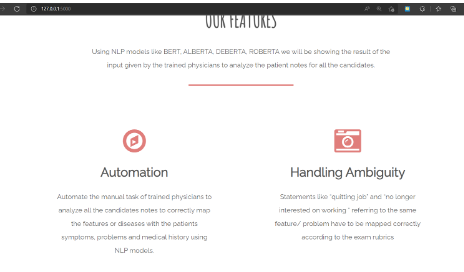 127.0.0.1:5000
OUR FEATURES
Using NLP models like BERT, ALBERTA, DEBERTA, ROBERTA we will be showing the result of the
input given by the trained physicians to analyze the patient notes for all the candidates.
Automation
Automate the manual task of trained physicians to
analyze all the candidates notes to correctly map
the features or diseases with the patients
symptoms, problems and medical history using
NLP models.
Handling Ambiguity
Statements like "quitting job" and "no longer
interested on working " referring to the same
feature/ problem have to be mapped correctly
according to the exam rubrics